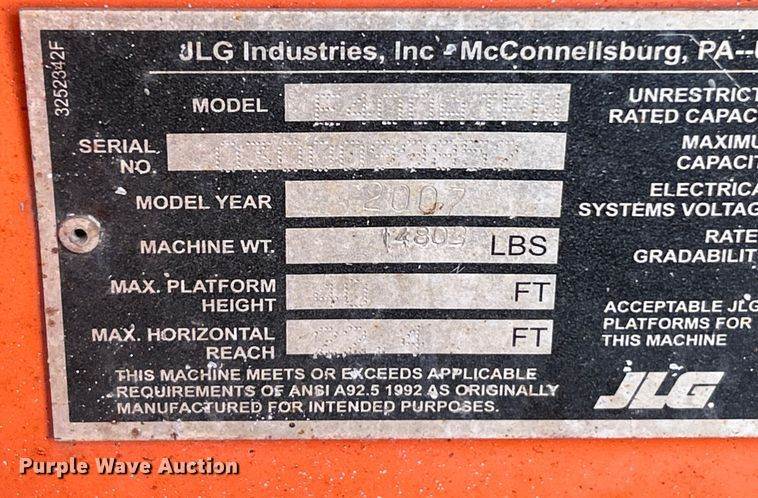 3252342F
JLG Industries, Inc - McConnellsburg, PA--
MODEL
SERIAL NO.
MODEL YEAR 2007
MACHINE WT. LBS
MAX. PLATFORM HEIGHT FT
MAX. HORIZONTAL REACH FT
THIS MACHINE MEETS OR EXCEEDS APPLICABLE
REQUIREMENTS OF ANSI A92.5 1992 AS ORIGINALLY
MANUFACTURED FOR INTENDED PURPOSES.
UNRESTRICT
RATED CAPAC
MAXIMU
CAPACIT
ELECTRICA
SYSTEMS VOLTAG
RATE
GRADABILIT
ACCEPTABLE JLG
PLATFORMS FOR
THIS MACHINE
JLG
Purple Wave Auction